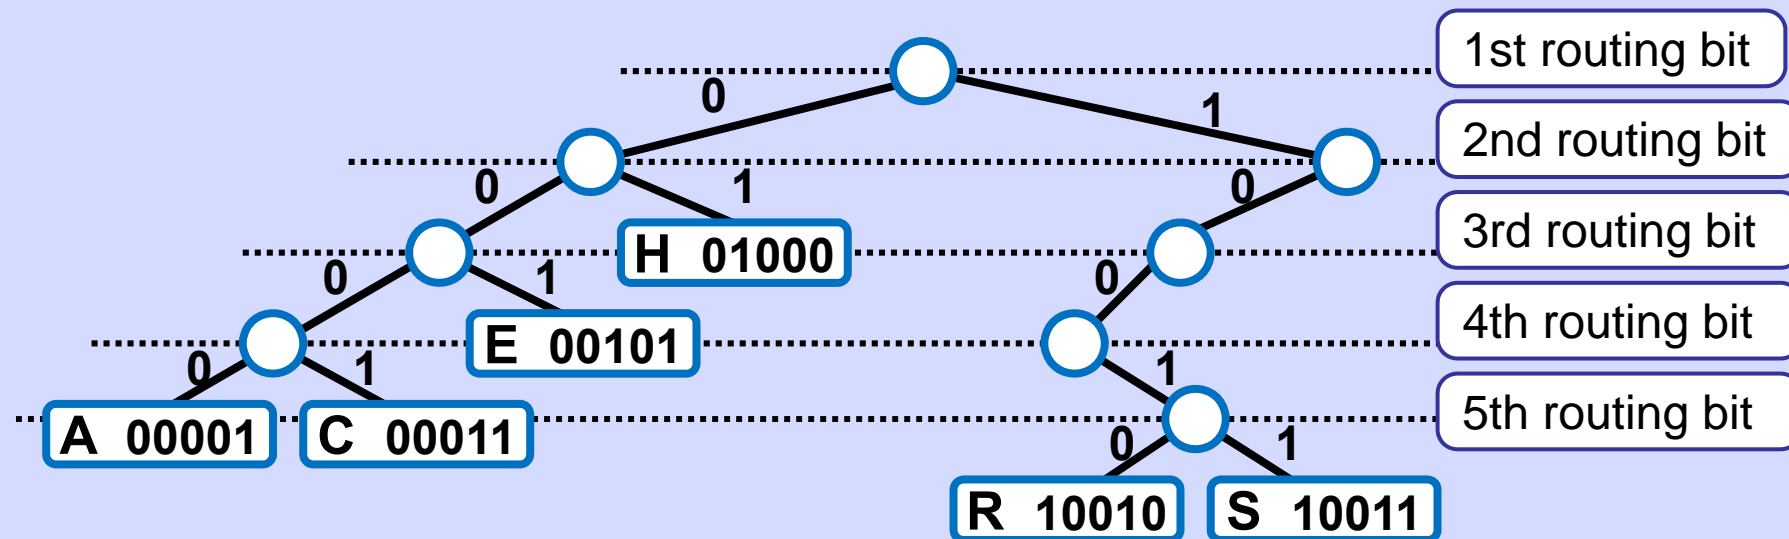 1st routing bit
0
1
2nd routing bit
0
1
0
3rd routing bit
H 01000
0
1
0
4th routing bit
E 00101
0
1
1
5th routing bit
A 00001
C 00011
0
1
R 10010
S 10011